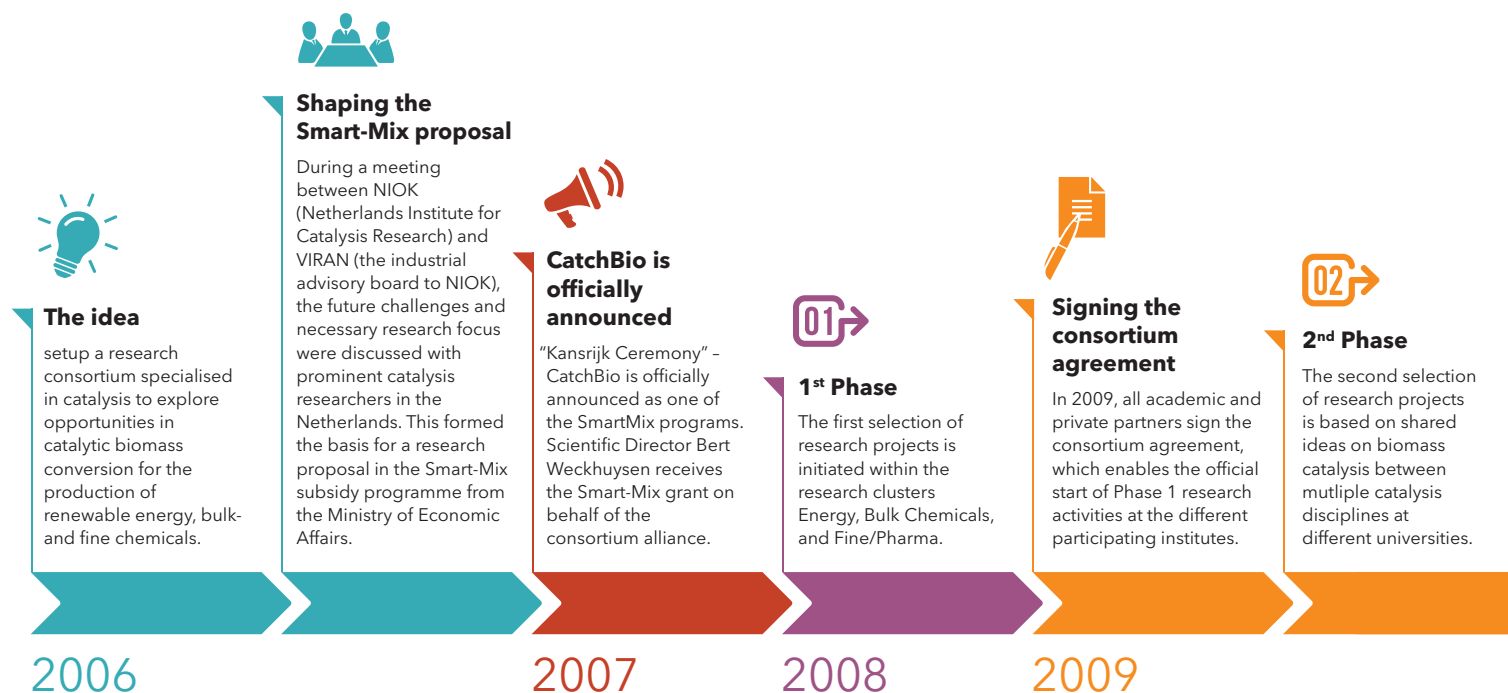 The idea
setup a research
consortium specialised
in catalysis to explore
opportunities in
catalytic biomass
conversion for the
production of
renewable energy, bulk-
and fine chemicals.
Shaping the
Smart-Mix proposal
During a meeting
between NIOK
(Netherlands Institute for
Catalysis Research) and
VIRAN (the industrial
advisory board to NIOK),
the future challenges and
necessary research focus
were discussed with
prominent catalysis
researchers in the
Netherlands. This formed
the basis for a research
proposal in the Smart-Mix
subsidy programme from
the Ministry of Economic
Affairs.
CatchBio is
officially
announced
“Kansrijk Ceremony” –
CatchBio is officially
announced as one of
the SmartMix programs.
Scientific Director Bert
Weckhuysen receives
the Smart-Mix grant on
behalf of the
consortium alliance.
01
1st Phase
The first selection of
research projects is
initiated within the
research clusters
Energy, Bulk Chemicals,
and Fine/Pharma.
Signing the
consortium
agreement
In 2009, all academic and
private partners sign the
consortium agreement,
which enables the official
start of Phase 1 research
activities at the different
participating institutes.
02
2nd Phase
The second selection
of research projects
is based on shared
ideas on biomass
catalysis between
mutliple catalysis
disciplines at
different universities.
2006
2007
2008
2009